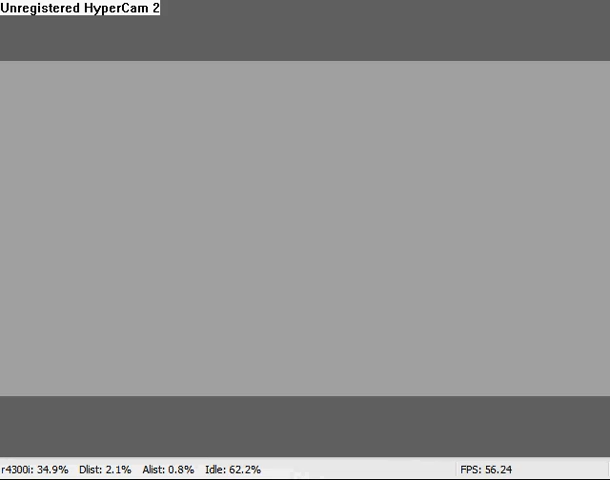 Unregistered HyperCam 2
r4300i: 34.9% Dlist: 2.1% Alist: 0.8% Idle: 62.2% FPS: 56.24